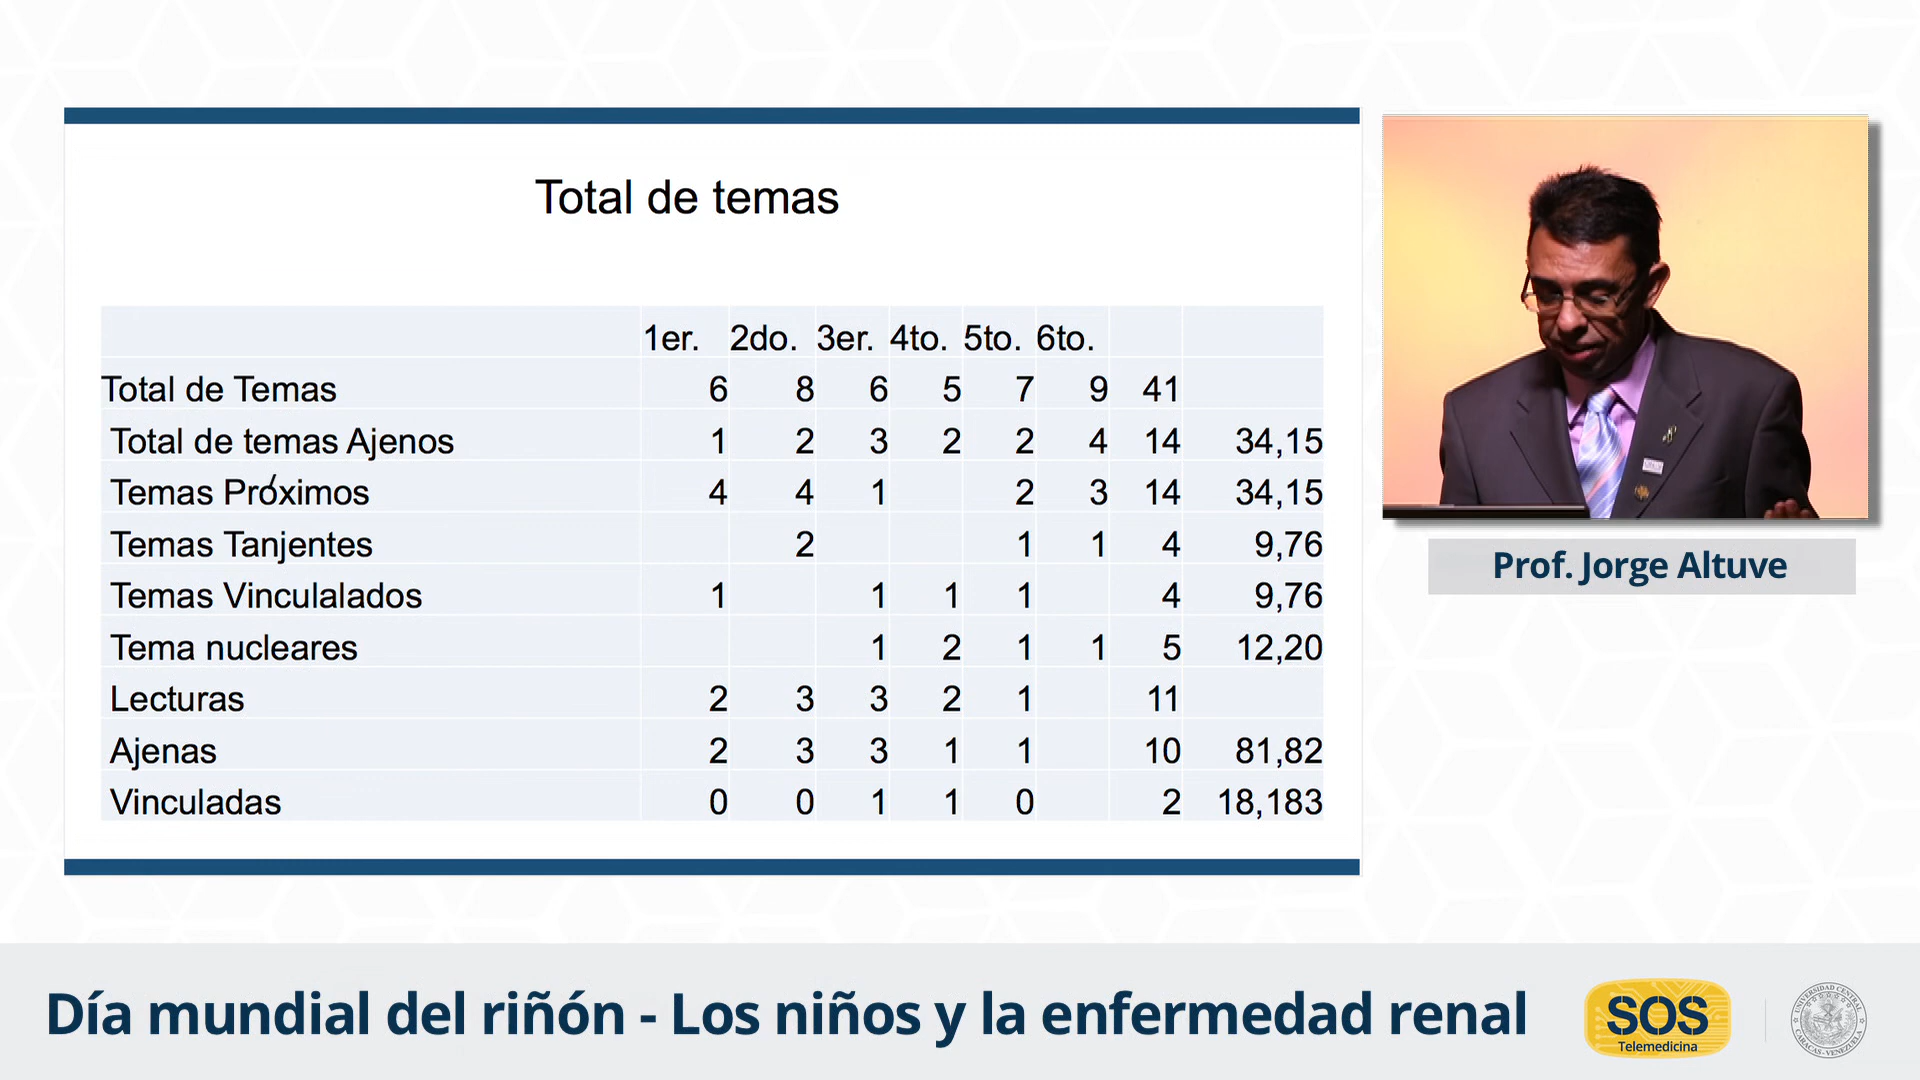 Total de temas
1er. 2do. 3er. 4to. 5to. 6to.
Total de Temas 6 8 6 5 7 9 41
Total de temas Ajenos 1 2 3 2 2 4 14 34,15
Temas Próximos 4 4 1 2 3 14 34,15
Temas Tanjentes 2 1 1 4 9,76
Temas Vinculalados 1 1 1 1 4 9,76
Tema nucleares 1 2 1 1 5 12,20
Lecturas 2 3 3 2 1 11
Ajenas 2 3 3 1 1 10 81,82
Vinculadas 0 0 1 1 0 2 18,183
Prof. Jorge Altuve
Día mundial del riñón - Los niños y la enfermedad renal
SOS
Telemedicina
UNIVERSIDAD CENTRAL
CARACAS - VENEZUELA